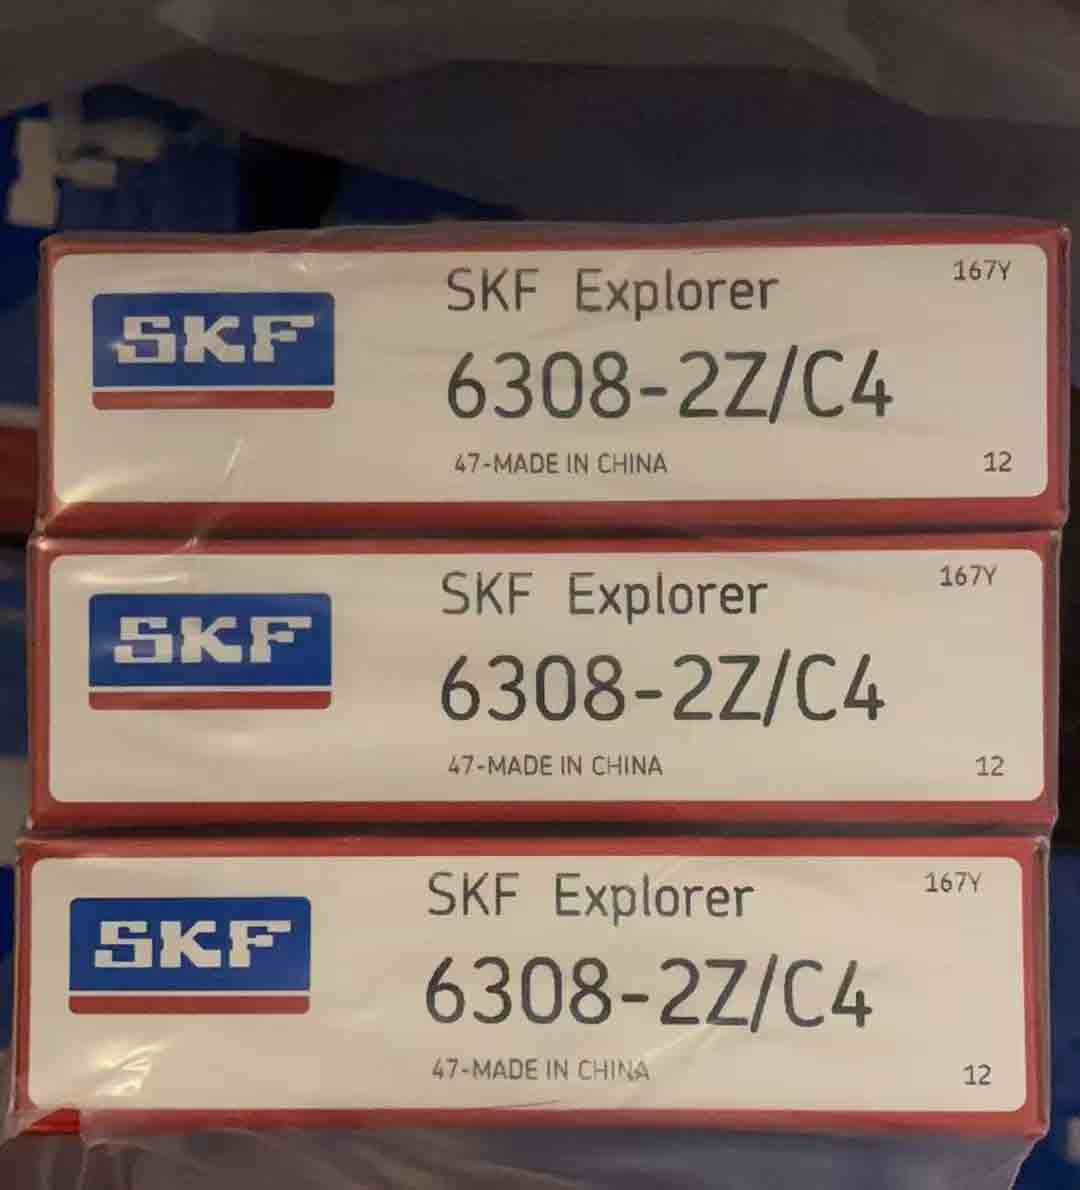 SKF Explorer 167Y
SKF
6308-2Z/C4
47-MADE IN CHINA 12
SKF Explorer 167Y
SKF
6308-2Z/C4
47-MADE IN CHINA 12
SKF Explorer 167Y
SKF
6308-2Z/C4
47-MADE IN CHINA 12